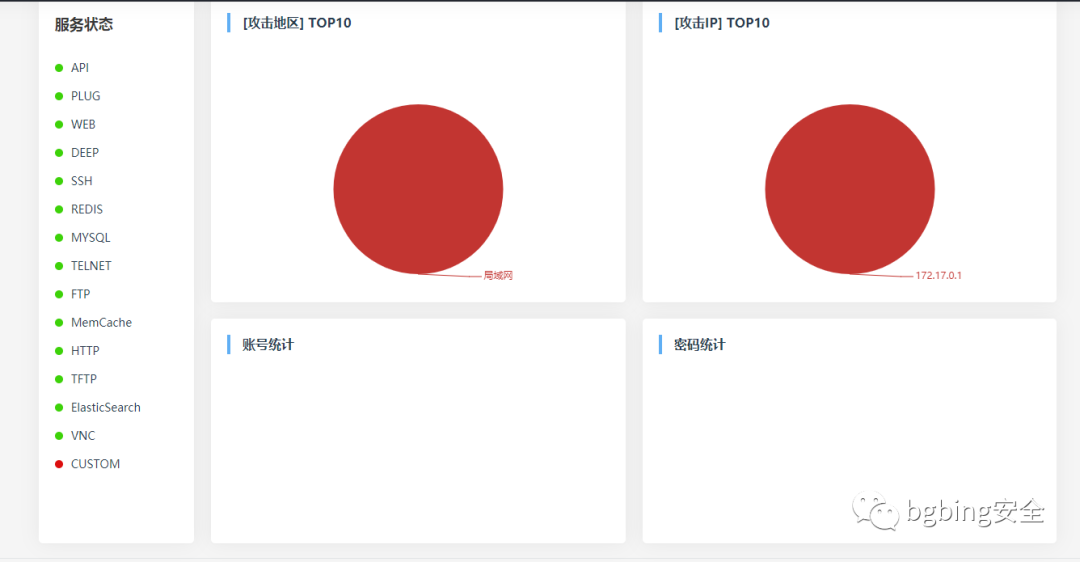 服务状态
API
PLUG
WEB
DEEP
SSH
REDIS
MYSQL
TELNET
FTP
MemCache
HTTP
TFTP
ElasticSearch
VNC
CUSTOM
[攻击地区] TOP10
局域网
[攻击IP] TOP10
172.17.0.1
账号统计
密码统计
bgbing安全